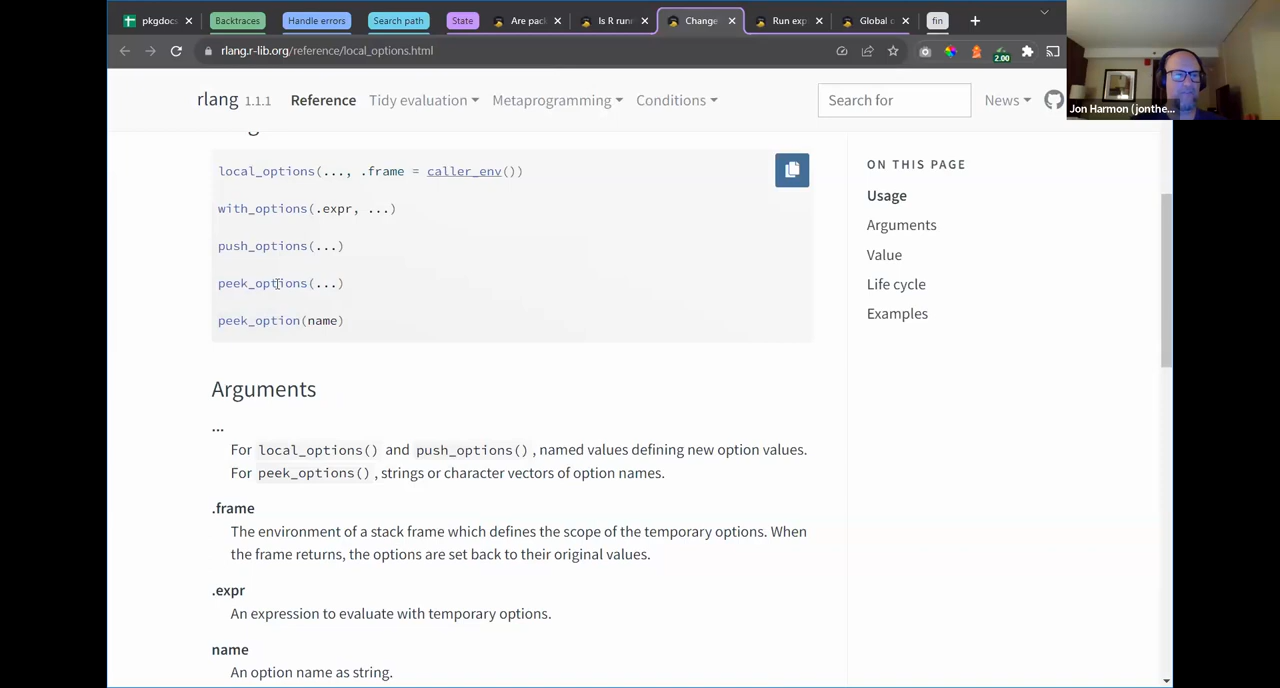 pkgdocs
Backtraces
Handle errors
Search path
State
Are pac
Is R runn
Change
Run exp
Global o
fin
rlang.r-lib.org/reference/local_options.html
2.00
Jon Harmon (jonthe...
rlang 1.1.1 Reference Tidy evaluation Metaprogramming Conditions Search for News
local_options(..., .frame = caller_env())
with_options(.expr, ...)
push_options(...)
peek_options(...)
peek_option(name)
ON THIS PAGE
Usage
Arguments
Value
Life cycle
Examples
Arguments
...
For local_options() and push_options(), named values defining new option values.
For peek_options(), strings or character vectors of option names.
.frame
The environment of a stack frame which defines the scope of the temporary options. When
the frame returns, the options are set back to their original values.
.expr
An expression to evaluate with temporary options.
name
An option name as string.